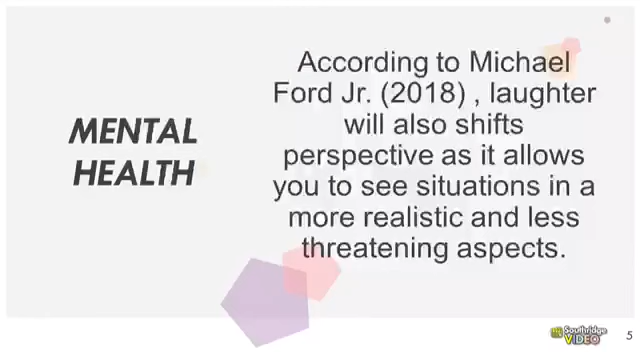 MENTAL
HEALTH
According to Michael
Ford Jr. (2018) , laughter
will also shifts
perspective as it allows
you to see situations in a
more realistic and less
threatening aspects.
Southridge
VIDEO
5